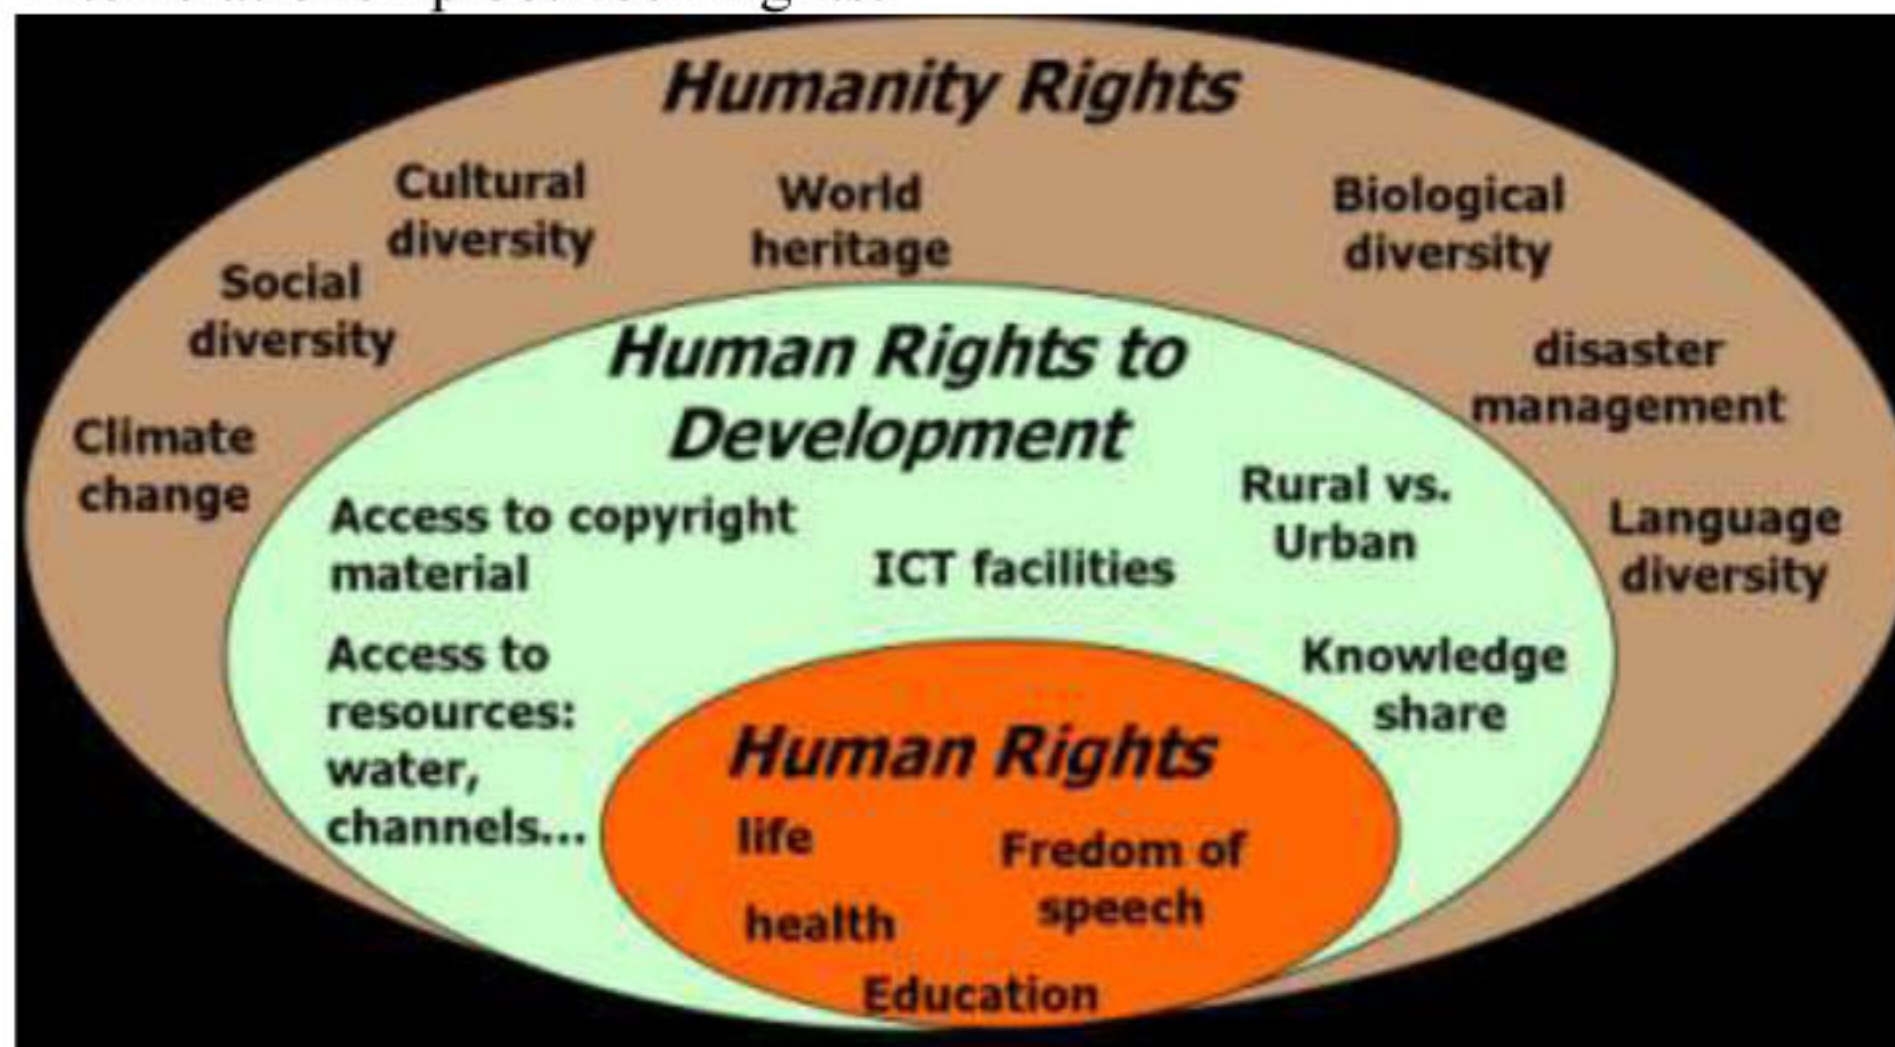 Humanity Rights
Cultural
diversity
World
heritage
Biological
diversity
Social
diversity
disaster
management
Climate
change
Language
diversity
Human Rights to
Development
Access to copyright
material
ICT facilities
Rural vs.
Urban
Access to
resources:
water,
channels...
Knowledge
share
Human Rights
life
Fredom of
speech
health
Education